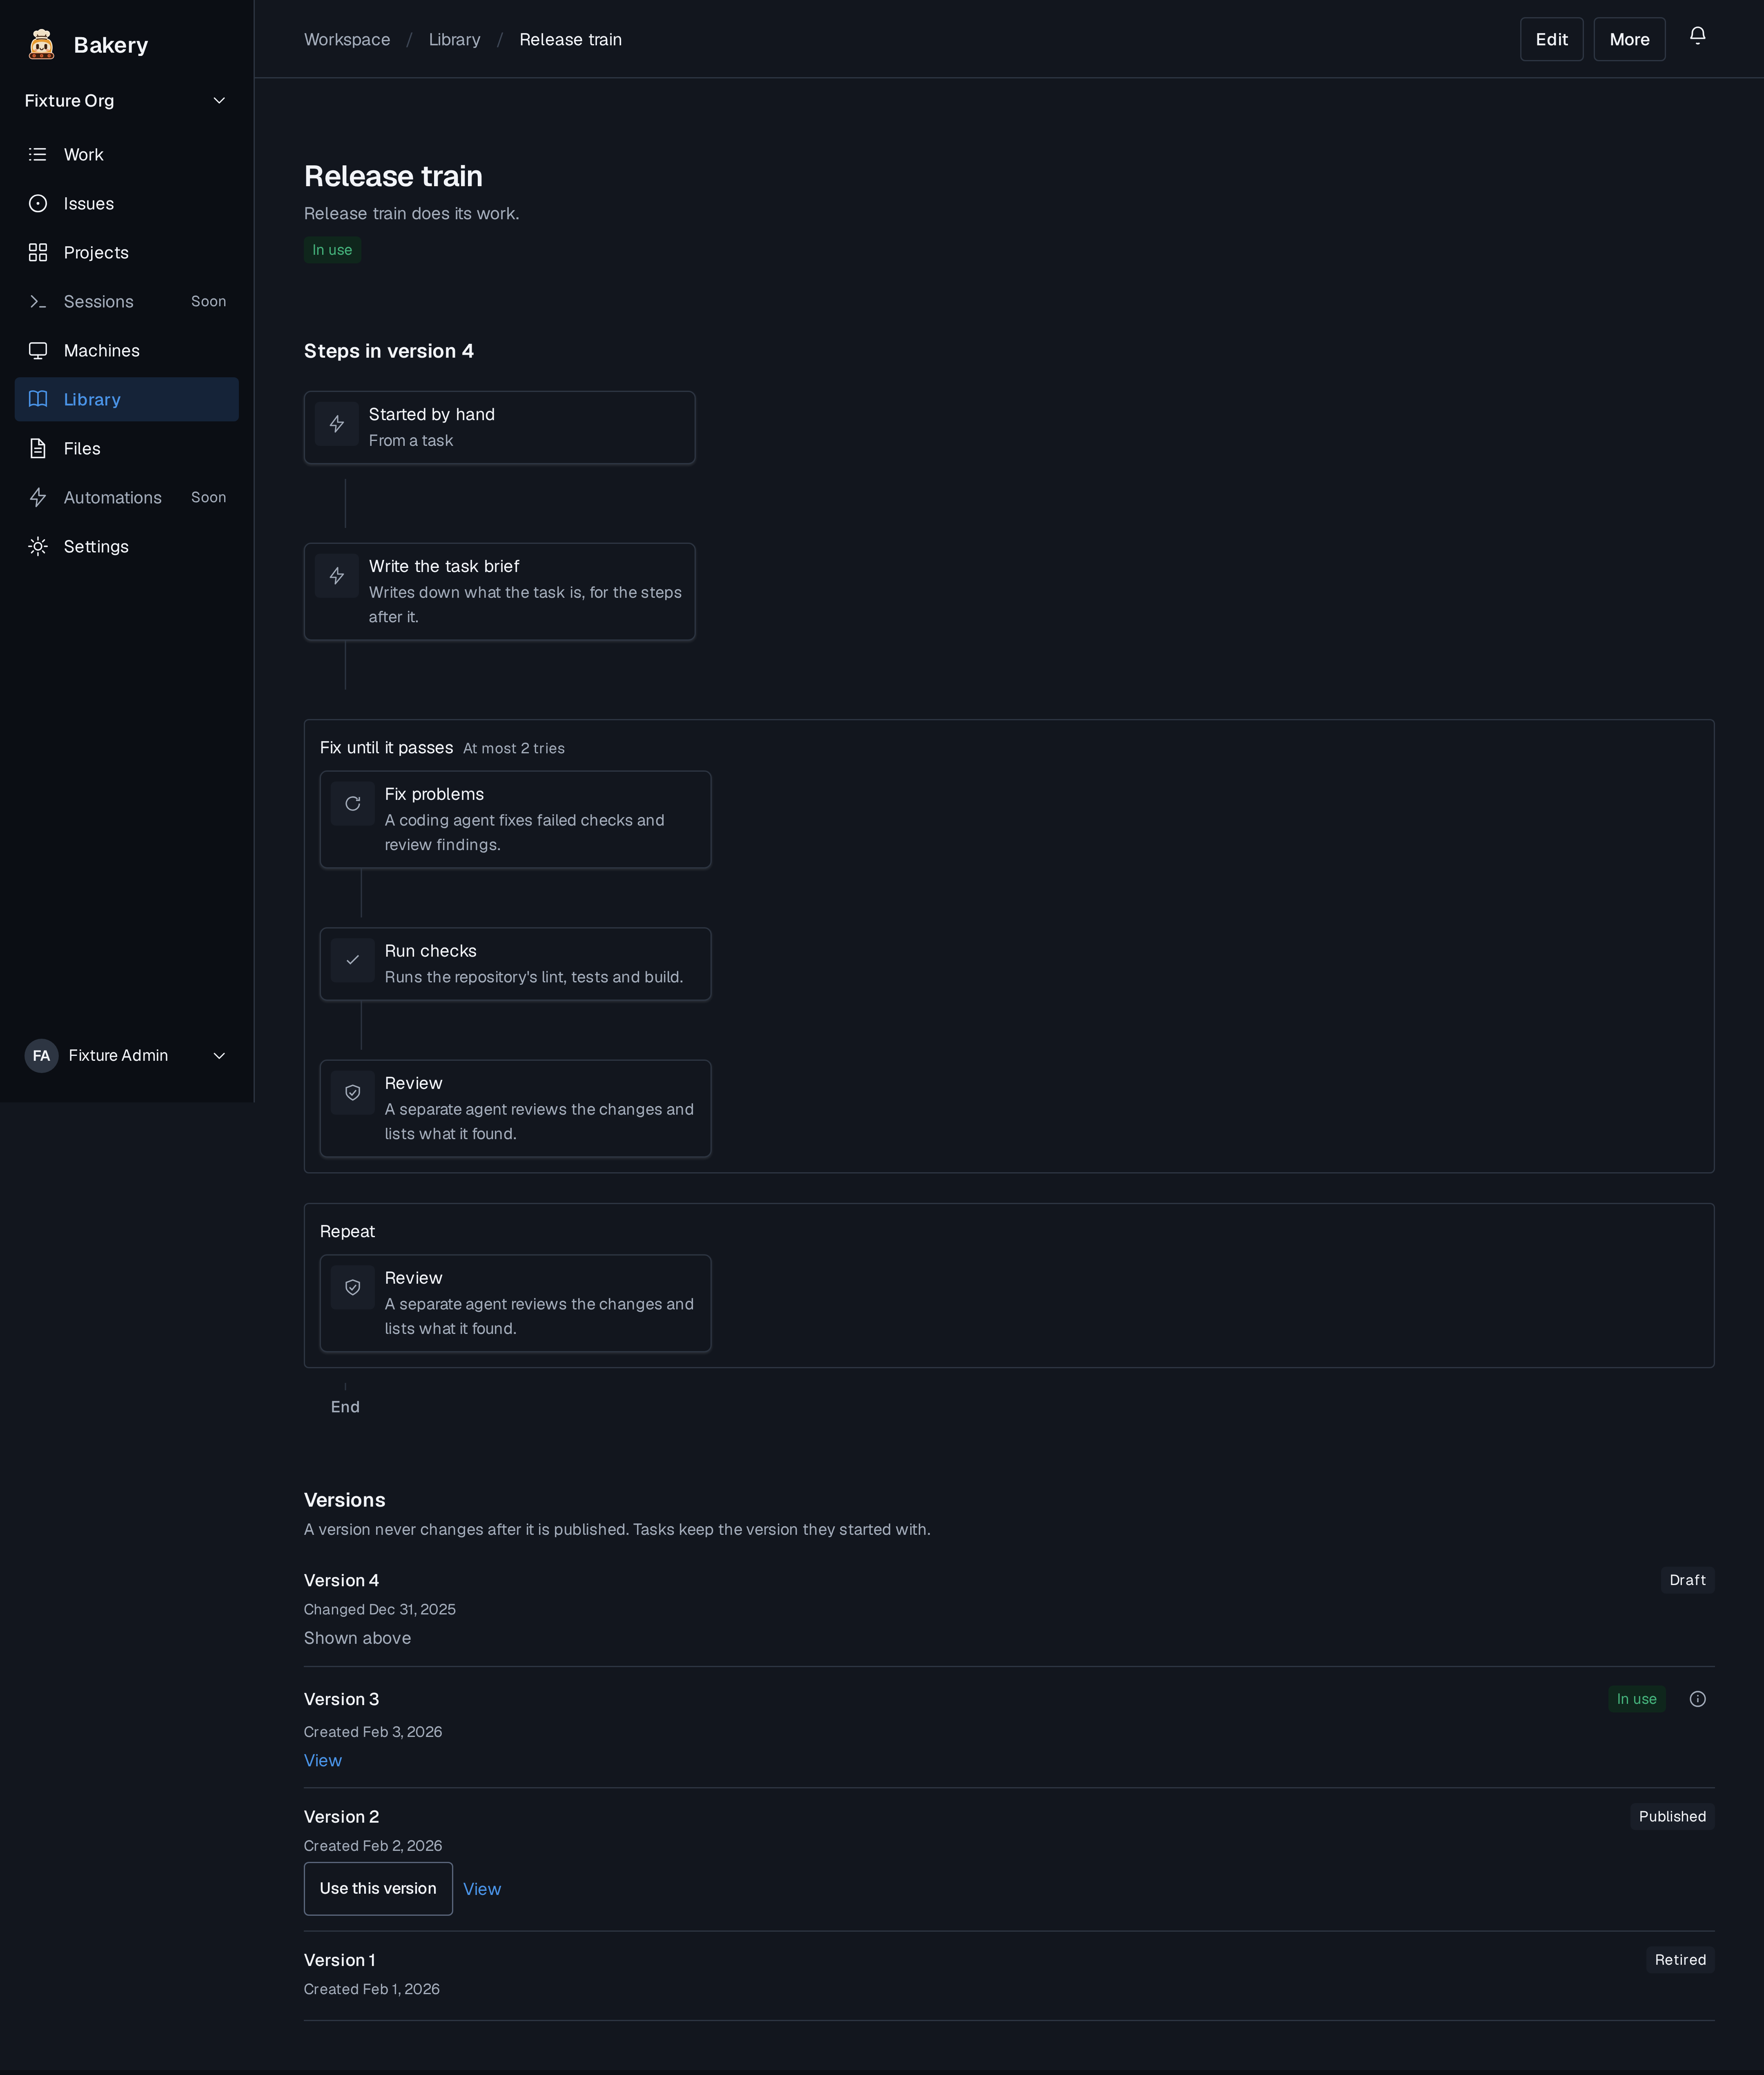 Bakery
Fixture Org
Work
Issues
Projects
Sessions Soon
Machines
Library
Files
Automations Soon
Settings
FA Fixture Admin
Workspace / Library / Release train
Edit More
Release train
Release train does its work.
In use
Steps in version 4
Started by hand
From a task
Write the task brief
Writes down what the task is, for the steps
after it.
Fix until it passes At most 2 tries
Fix problems
A coding agent fixes failed checks and
review findings.
Run checks
Runs the repository's lint, tests and build.
Review
A separate agent reviews the changes and
lists what it found.
Repeat
Review
A separate agent reviews the changes and
lists what it found.
End
Versions
A version never changes after it is published. Tasks keep the version they started with.
Version 4 Draft
Changed Dec 31, 2025
Shown above
Version 3 In use
Created Feb 3, 2026
View
Version 2 Published
Created Feb 2, 2026
Use this version View
Version 1 Retired
Created Feb 1, 2026